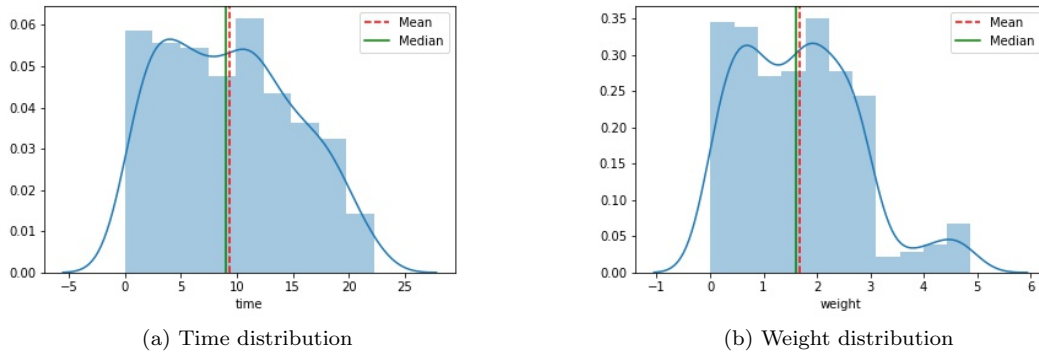 0.06
0.05
0.04
0.03
0.02
0.01
0.00
−5 0 5 10 15 20 25
time
Mean
Median
(a) Time distribution
0.35
0.30
0.25
0.20
0.15
0.10
0.05
0.00
−1 0 1 2 3 4 5 6
weight
Mean
Median
(b) Weight distribution